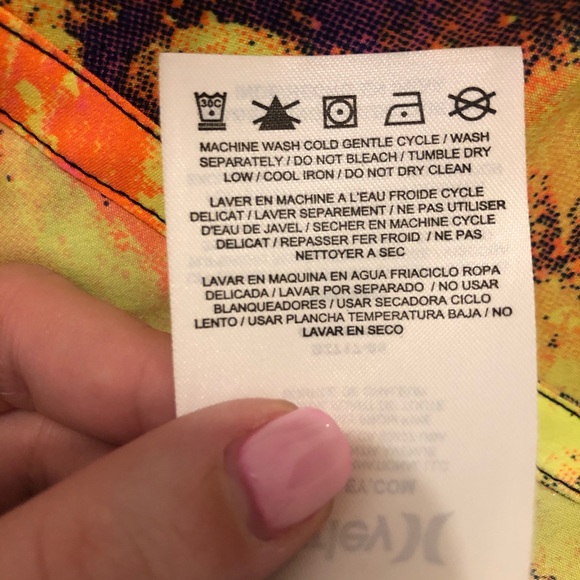 30C
MACHINE WASH COLD GENTLE CYCLE / WASH
SEPARATELY / DO NOT BLEACH / TUMBLE DRY
LOW / COOL IRON / DO NOT DRY CLEAN
LAVER EN MACHINE A L'EAU FROIDE CYCLE
DELICAT / LAVER SEPAREMENT / NE PAS UTILISER
D'EAU DE JAVEL / SECHER EN MACHINE CYCLE
DELICAT / REPASSER FER FROID / NE PAS
NETTOYER A SEC
LAVAR EN MAQUINA EN AGUA FRIACICLO ROPA
DELICADA / LAVAR POR SEPARADO / NO USAR
BLANQUEADORES / USAR SECADORA CICLO
LENTO / USAR PLANCHA TEMPERATURA BAJA / NO
LAVAR EN SECO